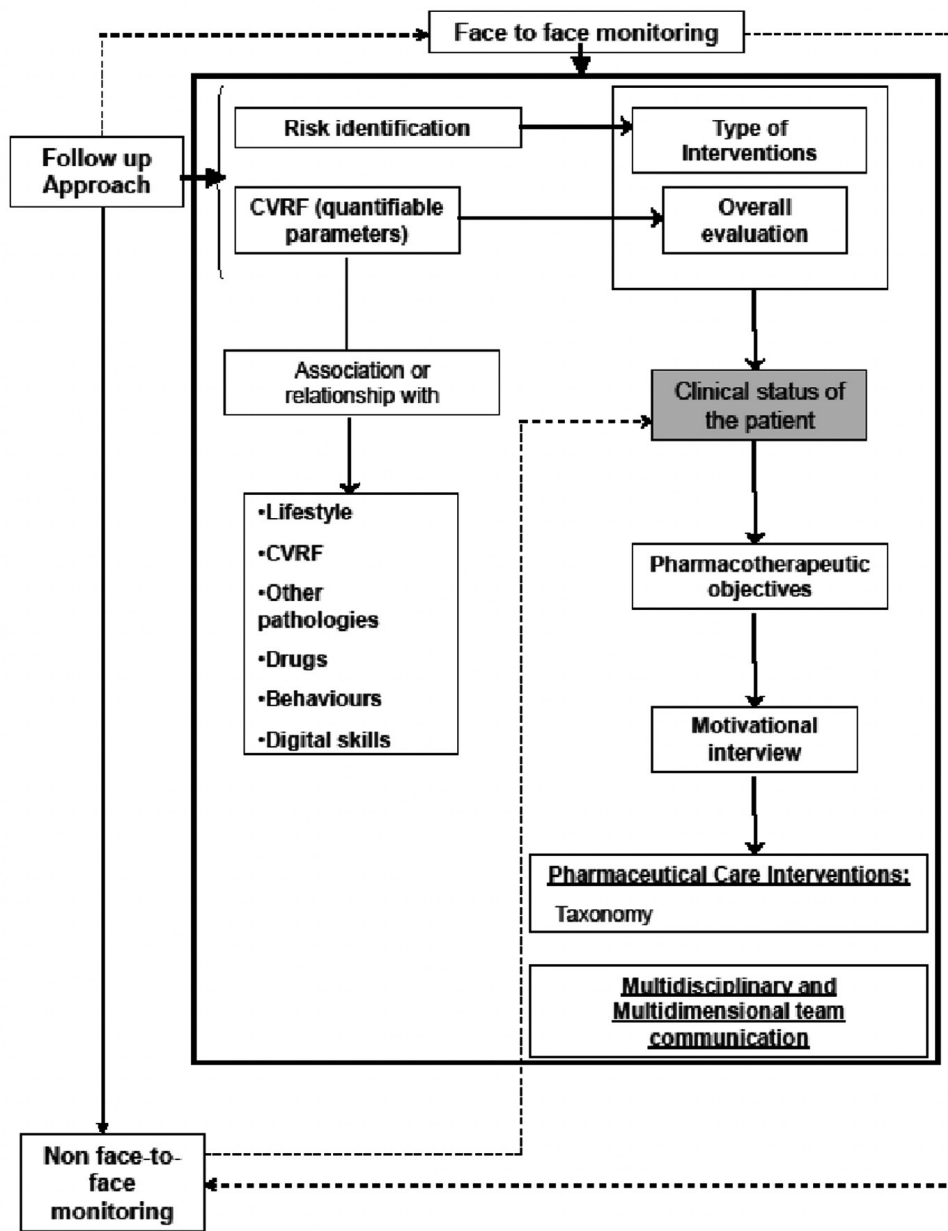 Face to face monitoring
Follow up
Approach
Risk identification
Type of
Interventions
CVRF (quantifiable
parameters)
Overall
evaluation
Association or
relationship with
Clinical status of
the patient
•Lifestyle
•CVRF
•Other
pathologies
•Drugs
•Behaviours
•Digital skills
Pharmacotherapeutic
objectives
Motivational
interview
Pharmaceutical Care Interventions:
Taxonomy
Multidisciplinary and
Multidimensional team
communication
Non face-to-
face
monitoring